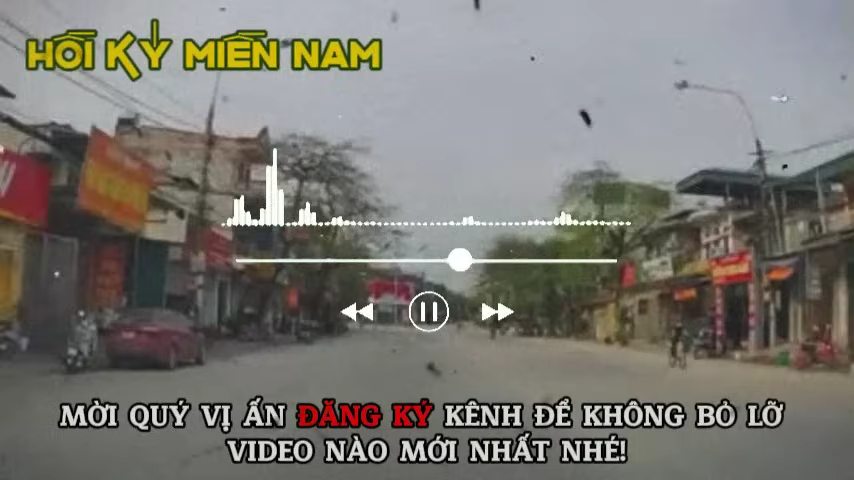 HỒI KÝ MIỀN NAM
MỜI QUÝ VỊ ẤN ĐĂNG KÝ KÊNH ĐỂ KHÔNG BỎ LỠ
VIDEO NÀO MỚI NHẤT NHÉ!